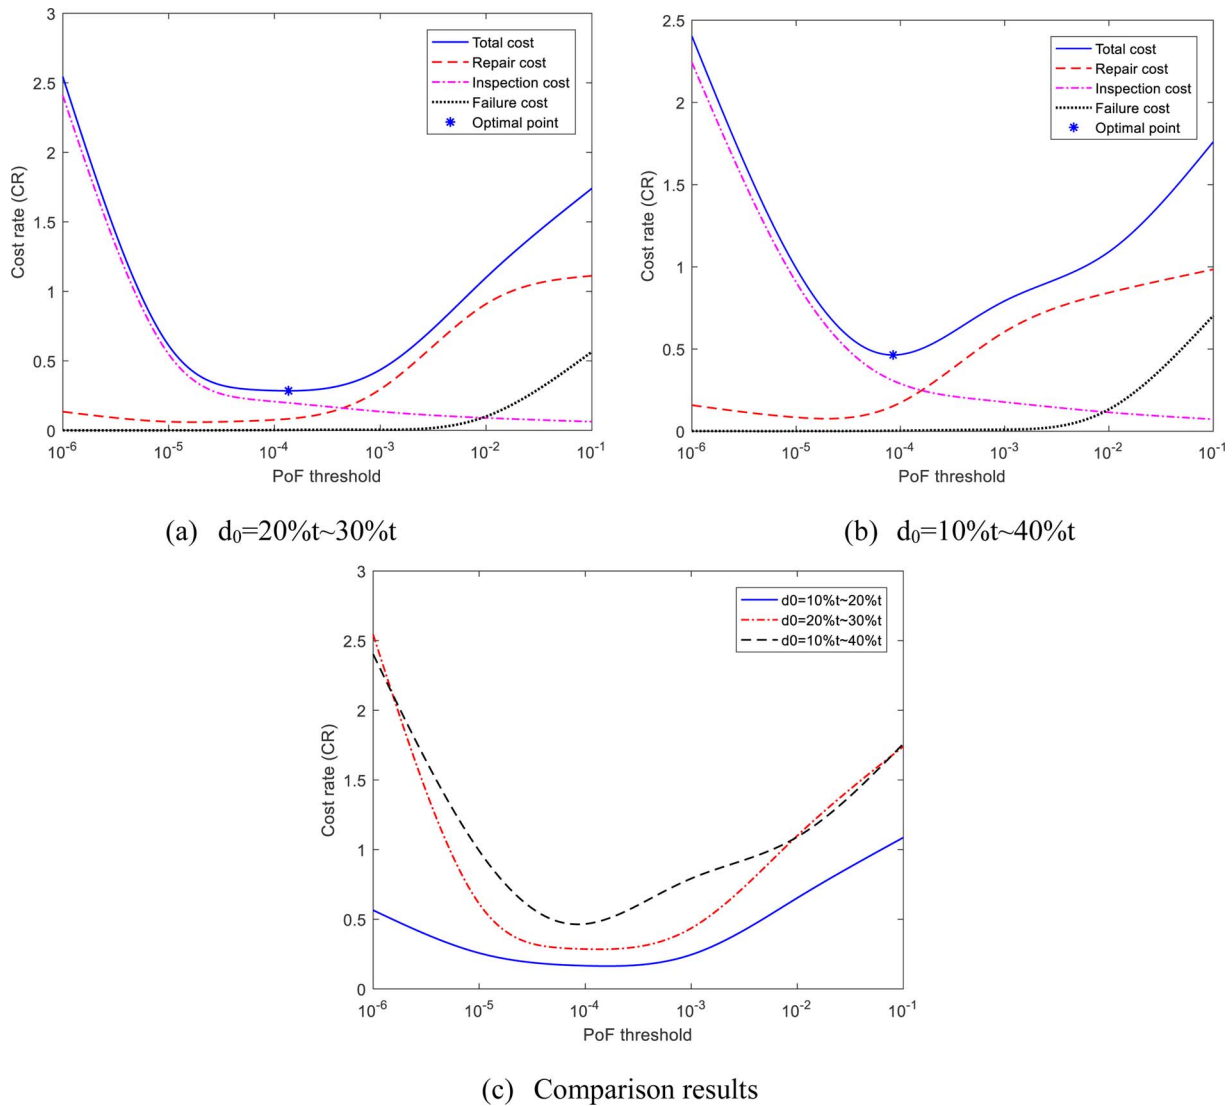 3
2.5
2
1.5
1
0.5
0
Cost rate (CR)
Total cost
Repair cost
Inspection cost
Failure cost
Optimal point
10-6
10-5
10-4
10-3
10-2
10-1
PoF threshold
(a) d0=20%t~30%t
2.5
2
1.5
1
0.5
0
Cost rate (CR)
Total cost
Repair cost
Inspection cost
Failure cost
Optimal point
10-6
10-5
10-4
10-3
10-2
10-1
PoF threshold
(b) d0=10%t~40%t
3
2.5
2
1.5
1
0.5
0
Cost rate (CR)
d0=10%t~20%t
d0=20%t~30%t
d0=10%t~40%t
10-6
10-5
10-4
10-3
10-2
10-1
PoF threshold
(c) Comparison results